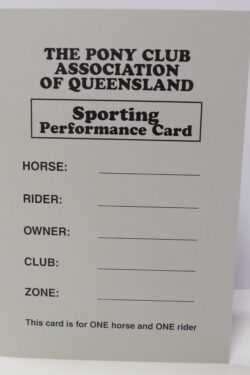 THE PONY CLUB
ASSOCIATION
OF QUEENSLAND
Sporting
Performance Card
HORSE:
RIDER:
OWNER:
CLUB:
ZONE:
This card is for ONE horse and ONE rider